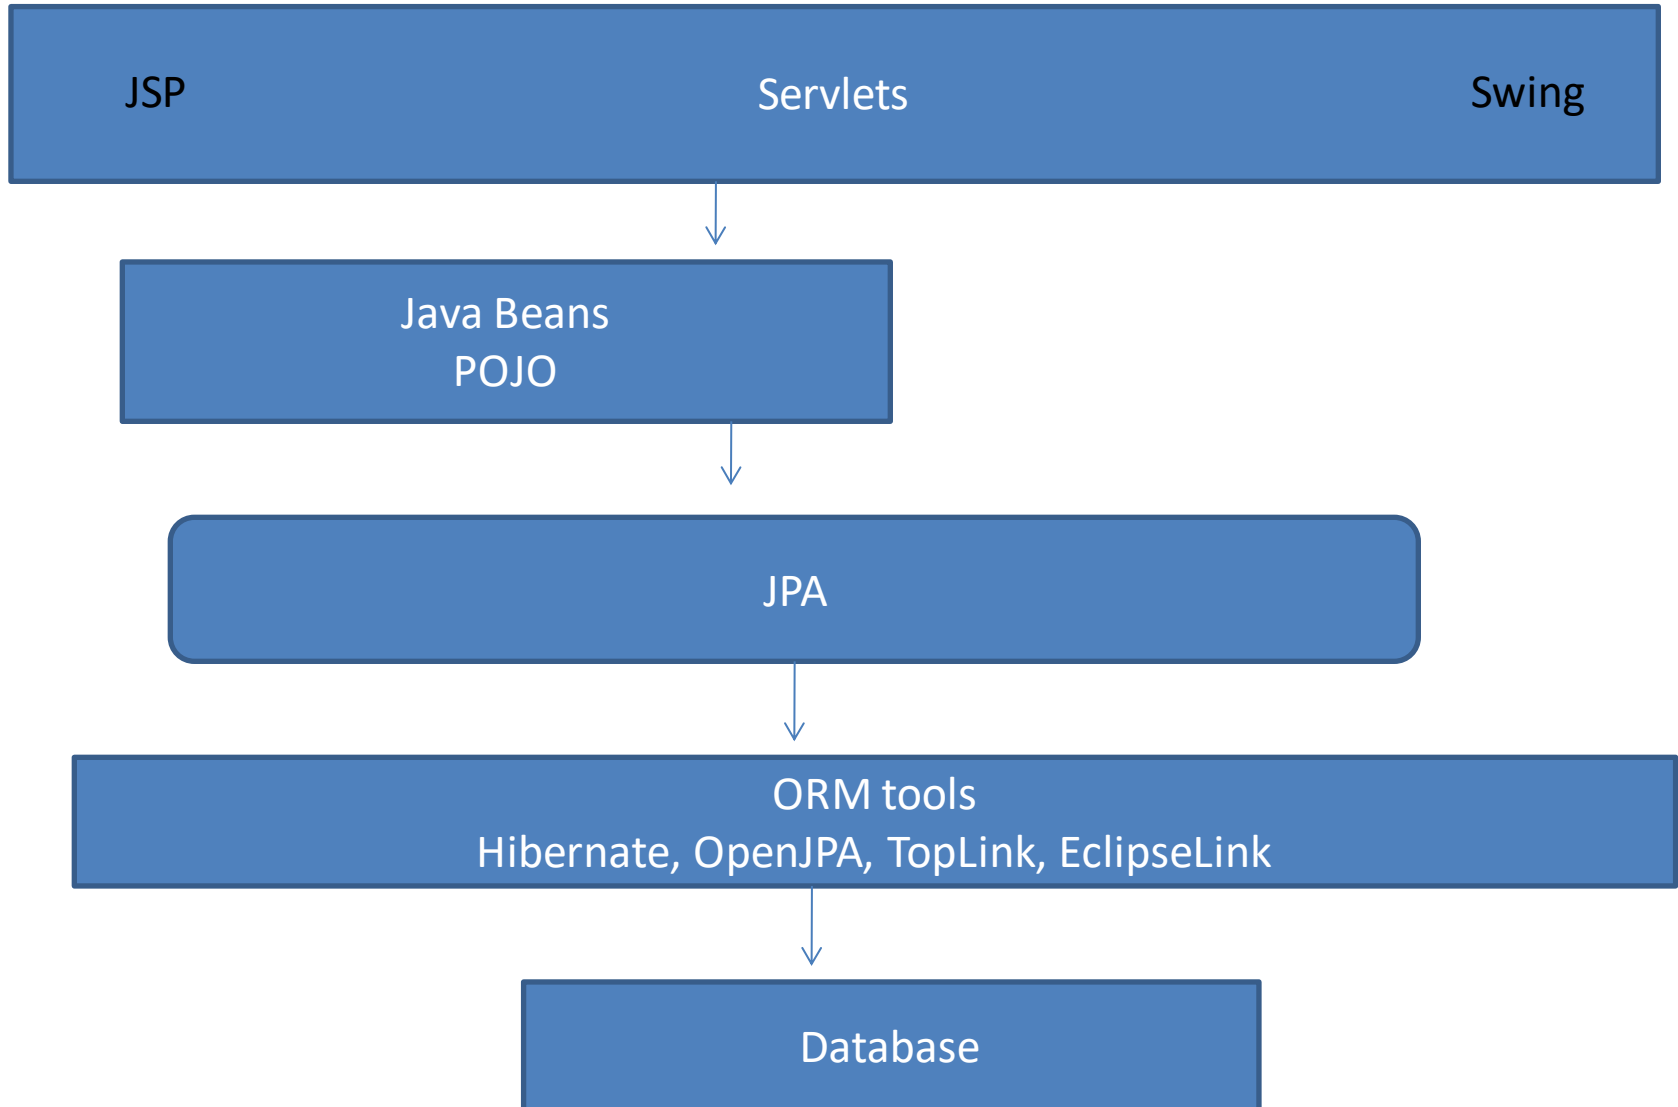 JSP Servlets Swing
Java Beans
POJO
JPA
ORM tools
Hibernate, OpenJPA, TopLink, EclipseLink
Database